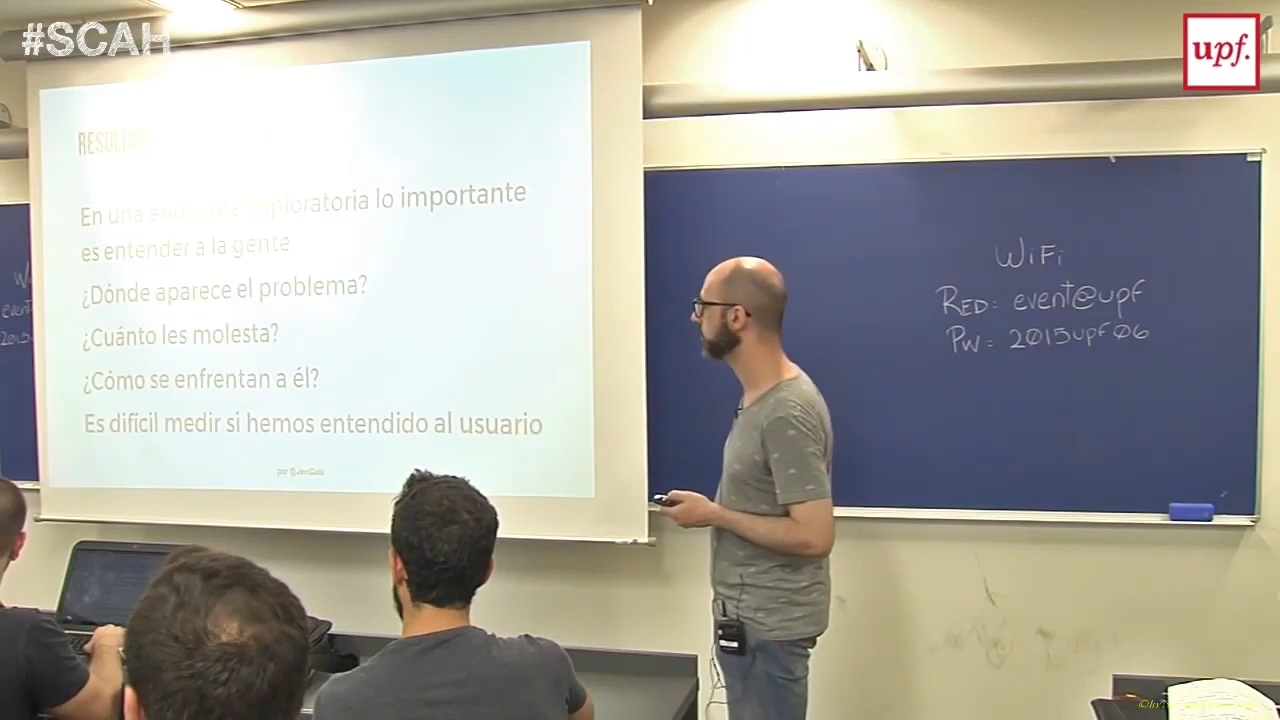 #SCAH
upf.
En una encuesta exploratoria lo importante
es entender a la gente
¿Dónde aparece el problema?
¿Cuánto les molesta?
¿Cómo se enfrentan a él?
Es difícil medir si hemos entendido al usuario
WiFi
RED: event@upf
PW: 2015upf06